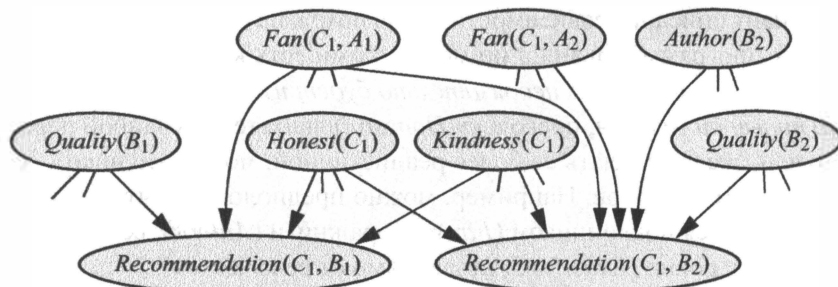 Fan(C₁, A₁) Fan(C₁, A₂) Author(B₂)
Quality(B₁) Honest(C₁) Kindness(C₁) Quality(B₂)
Recommendation(C₁, B₁) Recommendation(C₁, B₂)